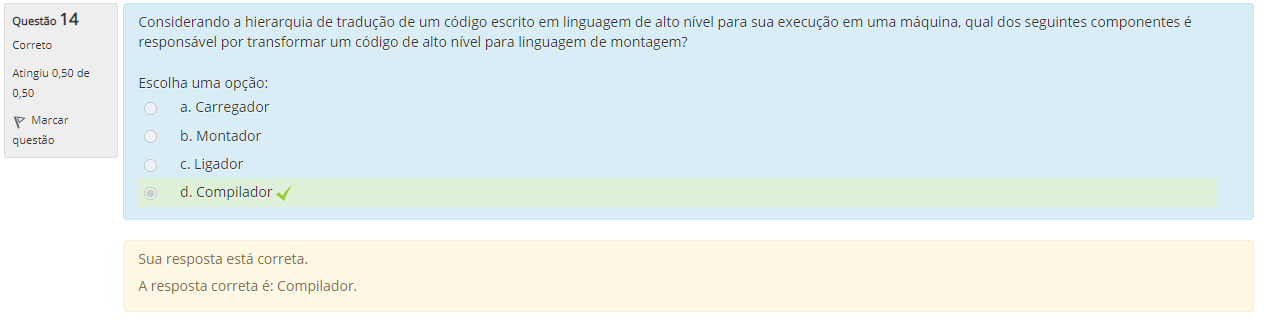 Questão 14
Correto
Atingiu 0,50 de
0,50
Marcar
questão
Considerando a hierarquia de tradução de um código escrito em linguagem de alto nível para sua execução em uma máquina, qual dos seguintes componentes é
responsável por transformar um código de alto nível para linguagem de montagem?
Escolha uma opção:
a. Carregador
b. Montador
c. Ligador
d. Compilador
Sua resposta está correta.
A resposta correta é: Compilador.